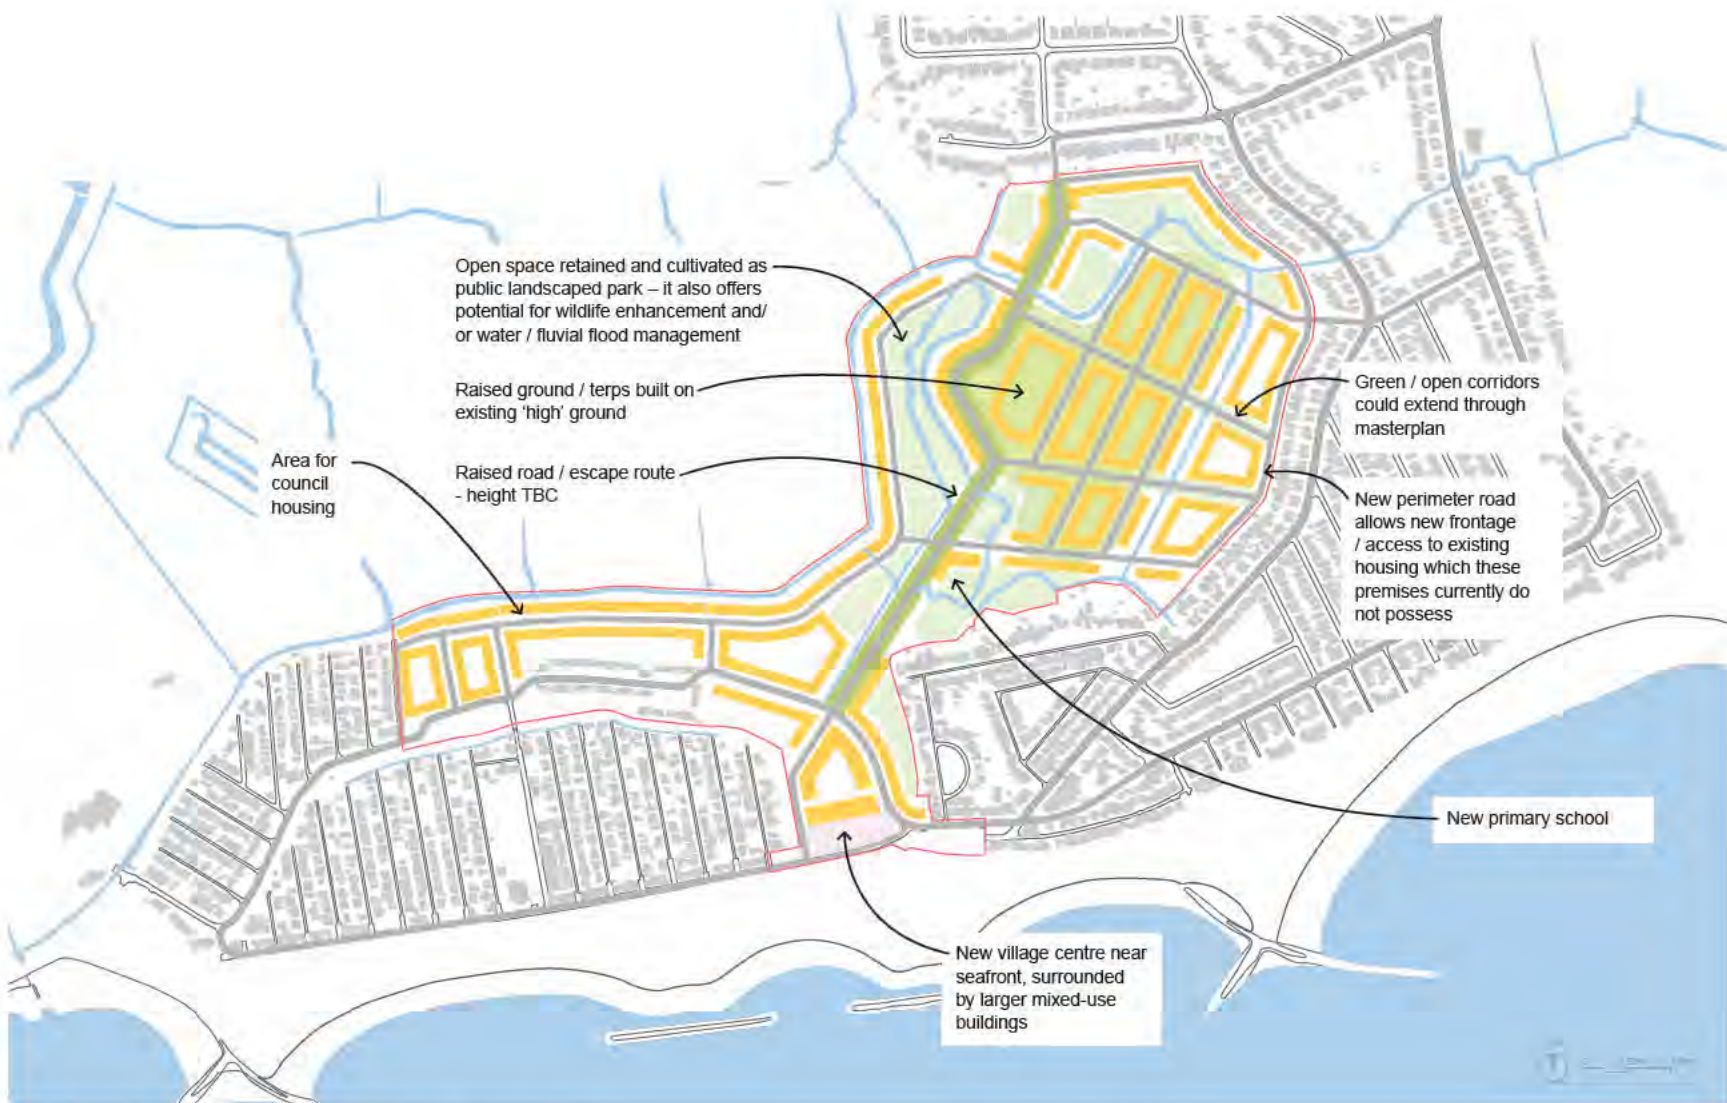 Open space retained and cultivated as
public landscaped park – it also offers
potential for wildlife enhancement and/
or water / fluvial flood management
Raised ground / terps built on
existing ‘high’ ground
Raised road / escape route
- height TBC
Area for
council
housing
Green / open corridors
could extend through
masterplan
New perimeter road
allows new frontage
/ access to existing
housing which these
premises currently do
not possess
New primary school
New village centre near
seafront, surrounded
by larger mixed-use
buildings